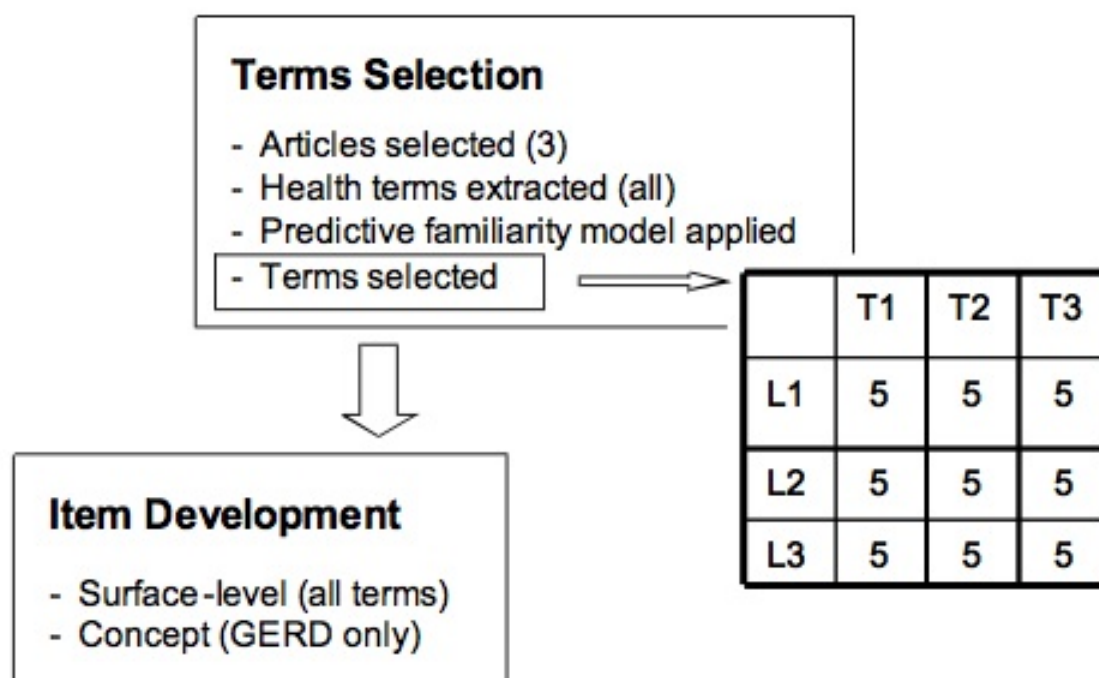 Terms Selection
- Articles selected (3)
- Health terms extracted (all)
- Predictive familiarity model applied
- Terms selected
T1 T2 T3
L1 5 5 5
L2 5 5 5
L3 5 5 5
Item Development
- Surface-level (all terms)
- Concept (GERD only)